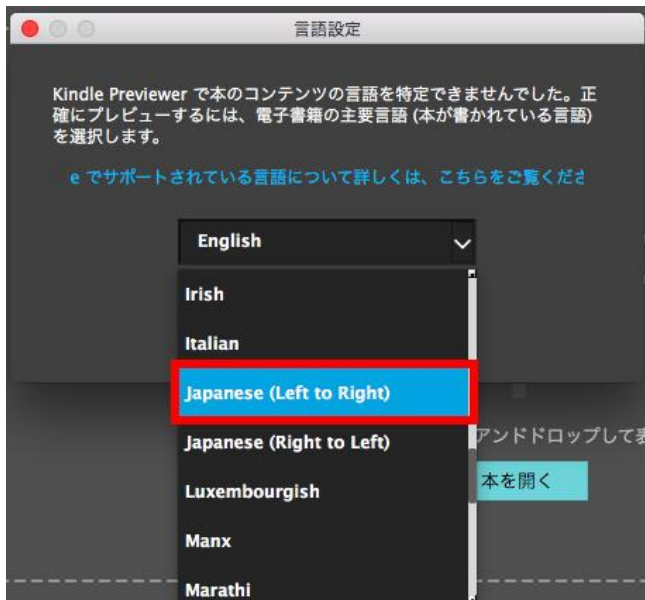 言語設定
Kindle Previewer で本のコンテンツの言語を特定できませんでした。正
確にプレビューするには、電子書籍の主要言語 (本が書かれている言語)
を選択します。
e でサポートされている言語について詳しくは、こちらをご覧くださ
English
Irish
Italian
Japanese (Left to Right)
Japanese (Right to Left)
アンドドロップして表
Luxembourgish
本を開く
Manx
Marathi